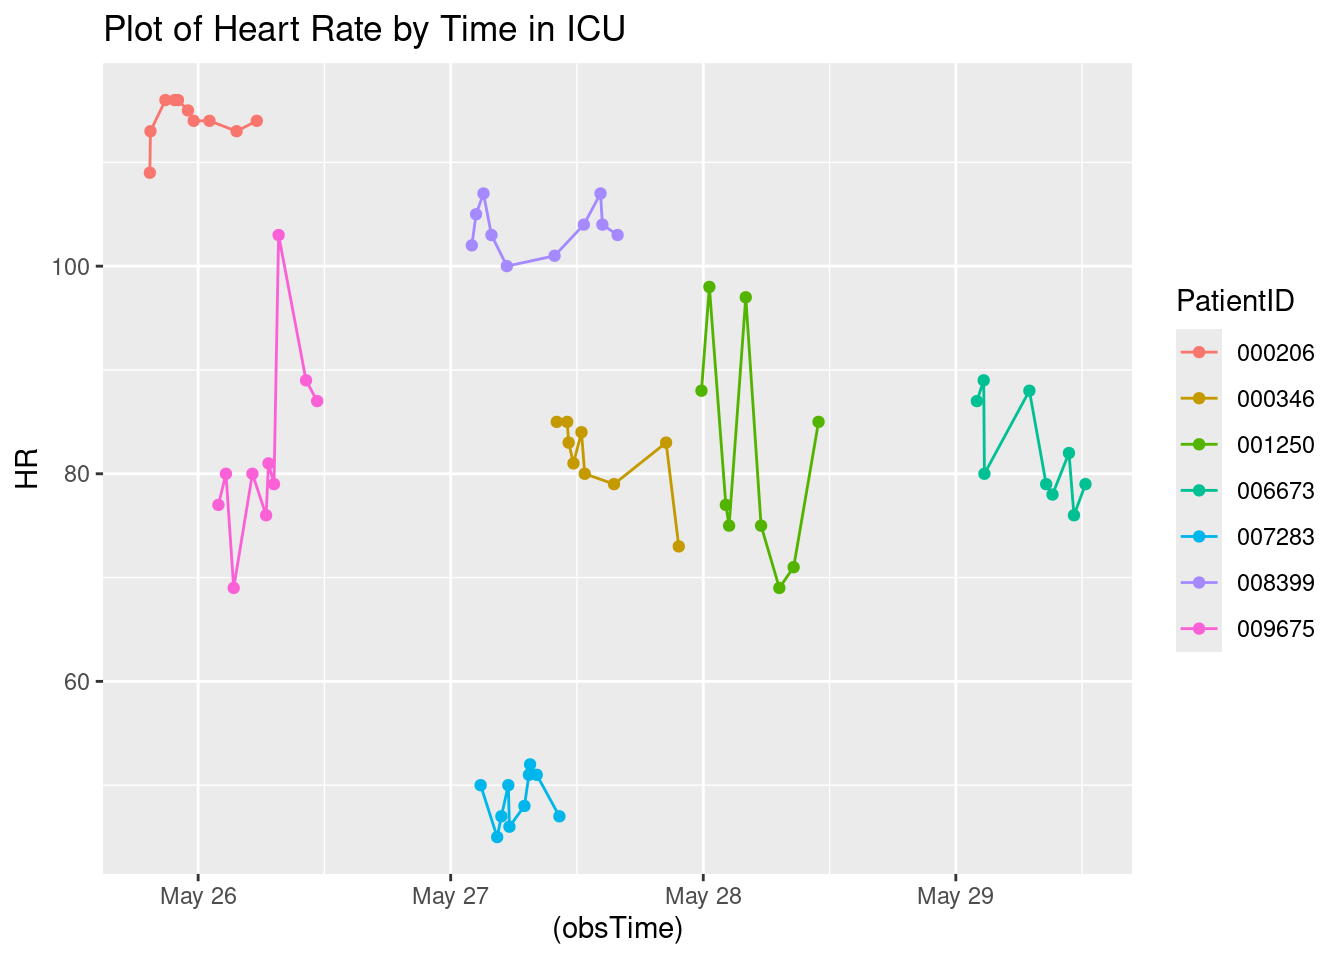 Plot of Heart Rate by Time in ICU
HR
100
80
60
May 26
May 27
May 28
May 29
(obsTime)
PatientID
000206
000346
001250
006673
007283
008399
009675